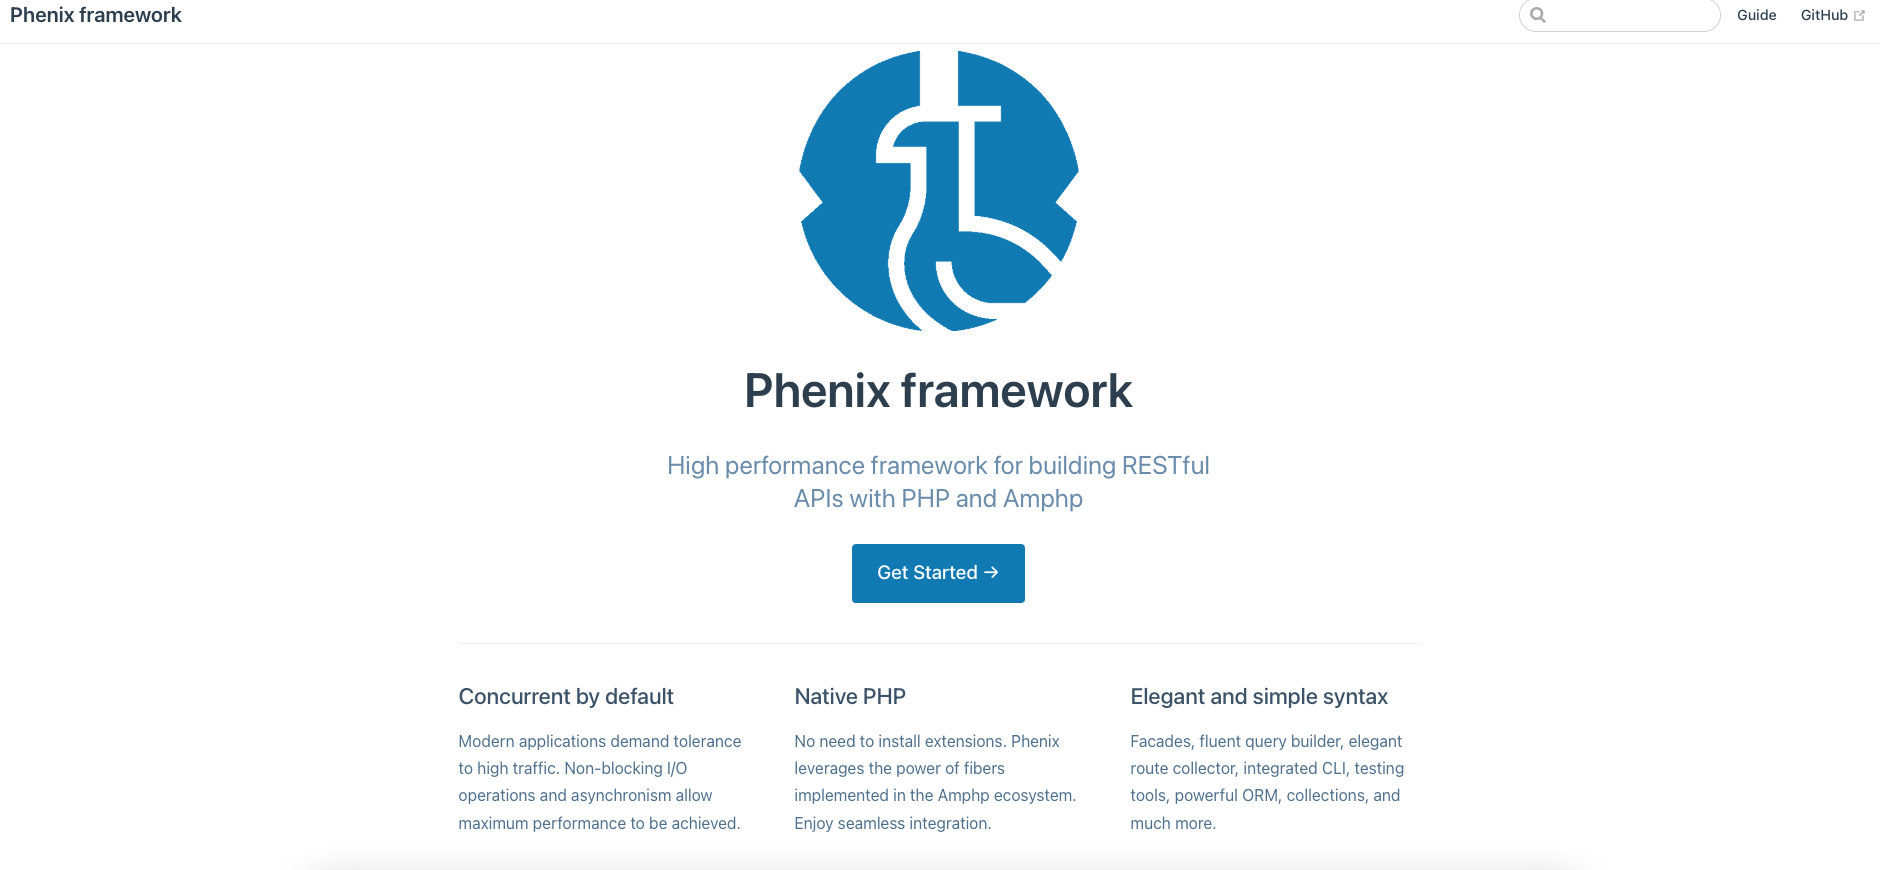 Phenix framework
Guide
GitHub
Phenix framework
High performance framework for building RESTful
APIs with PHP and Amphp
Get Started →
Concurrent by default
Modern applications demand tolerance
to high traffic. Non-blocking I/O
operations and asynchronism allow
maximum performance to be achieved.
Native PHP
No need to install extensions. Phenix
leverages the power of fibers
implemented in the Amphp ecosystem.
Enjoy seamless integration.
Elegant and simple syntax
Facades, fluent query builder, elegant
route collector, integrated CLI, testing
tools, powerful ORM, collections, and
much more.